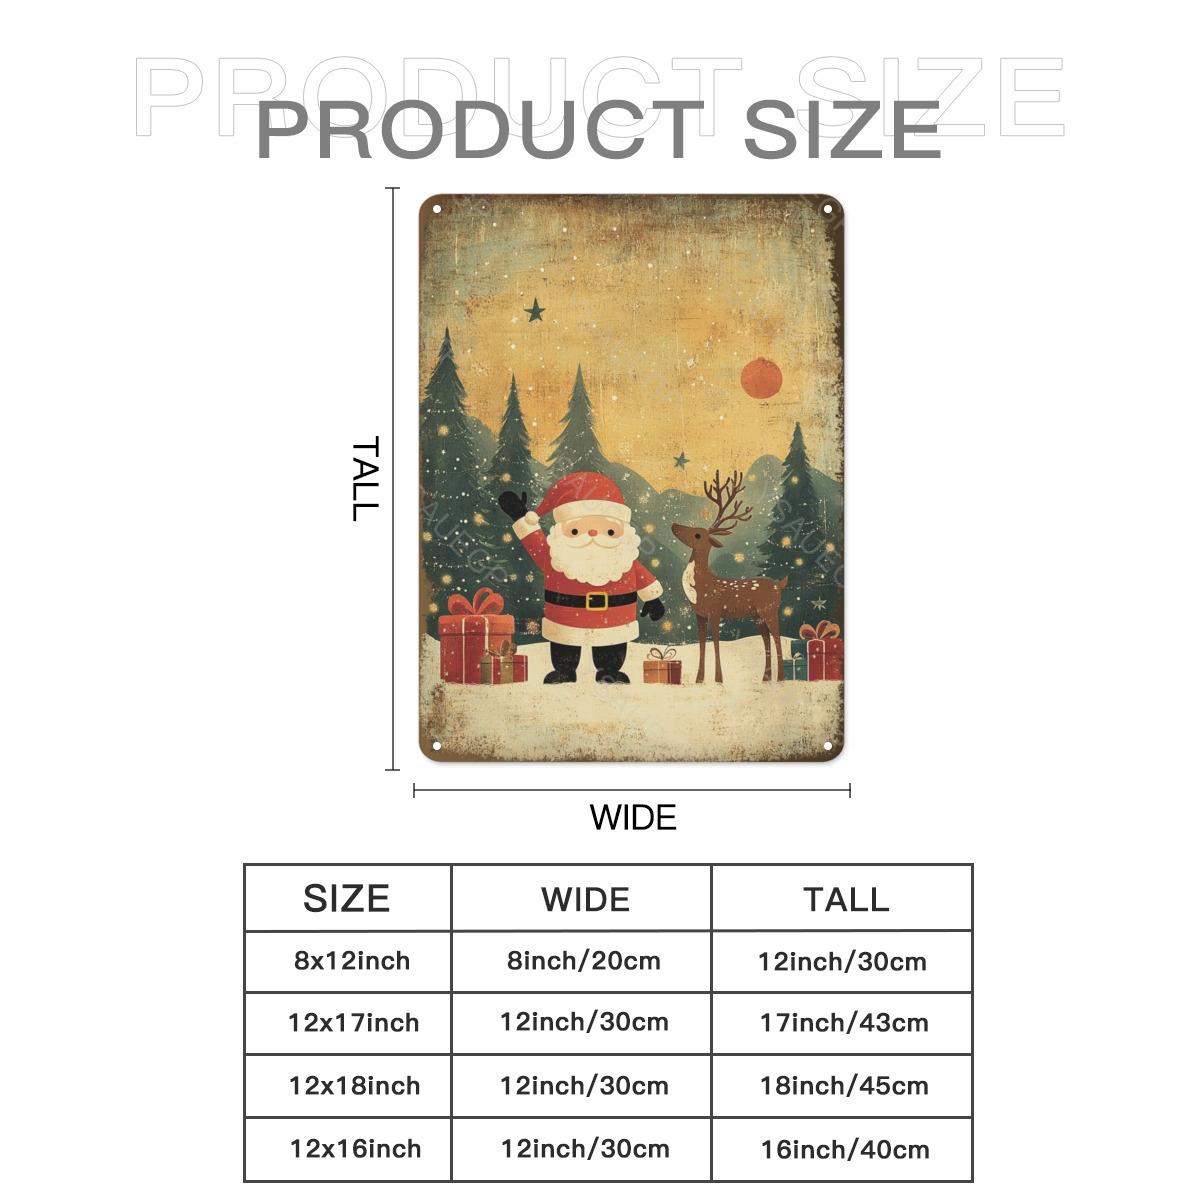 PRODUCT SIZE
PRODUCT SIZE
TALL
WIDE
SIZE WIDE TALL
8x12inch 8inch/20cm 12inch/30cm
12x17inch 12inch/30cm 17inch/43cm
12x18inch 12inch/30cm 18inch/45cm
12x16inch 12inch/30cm 16inch/40cm